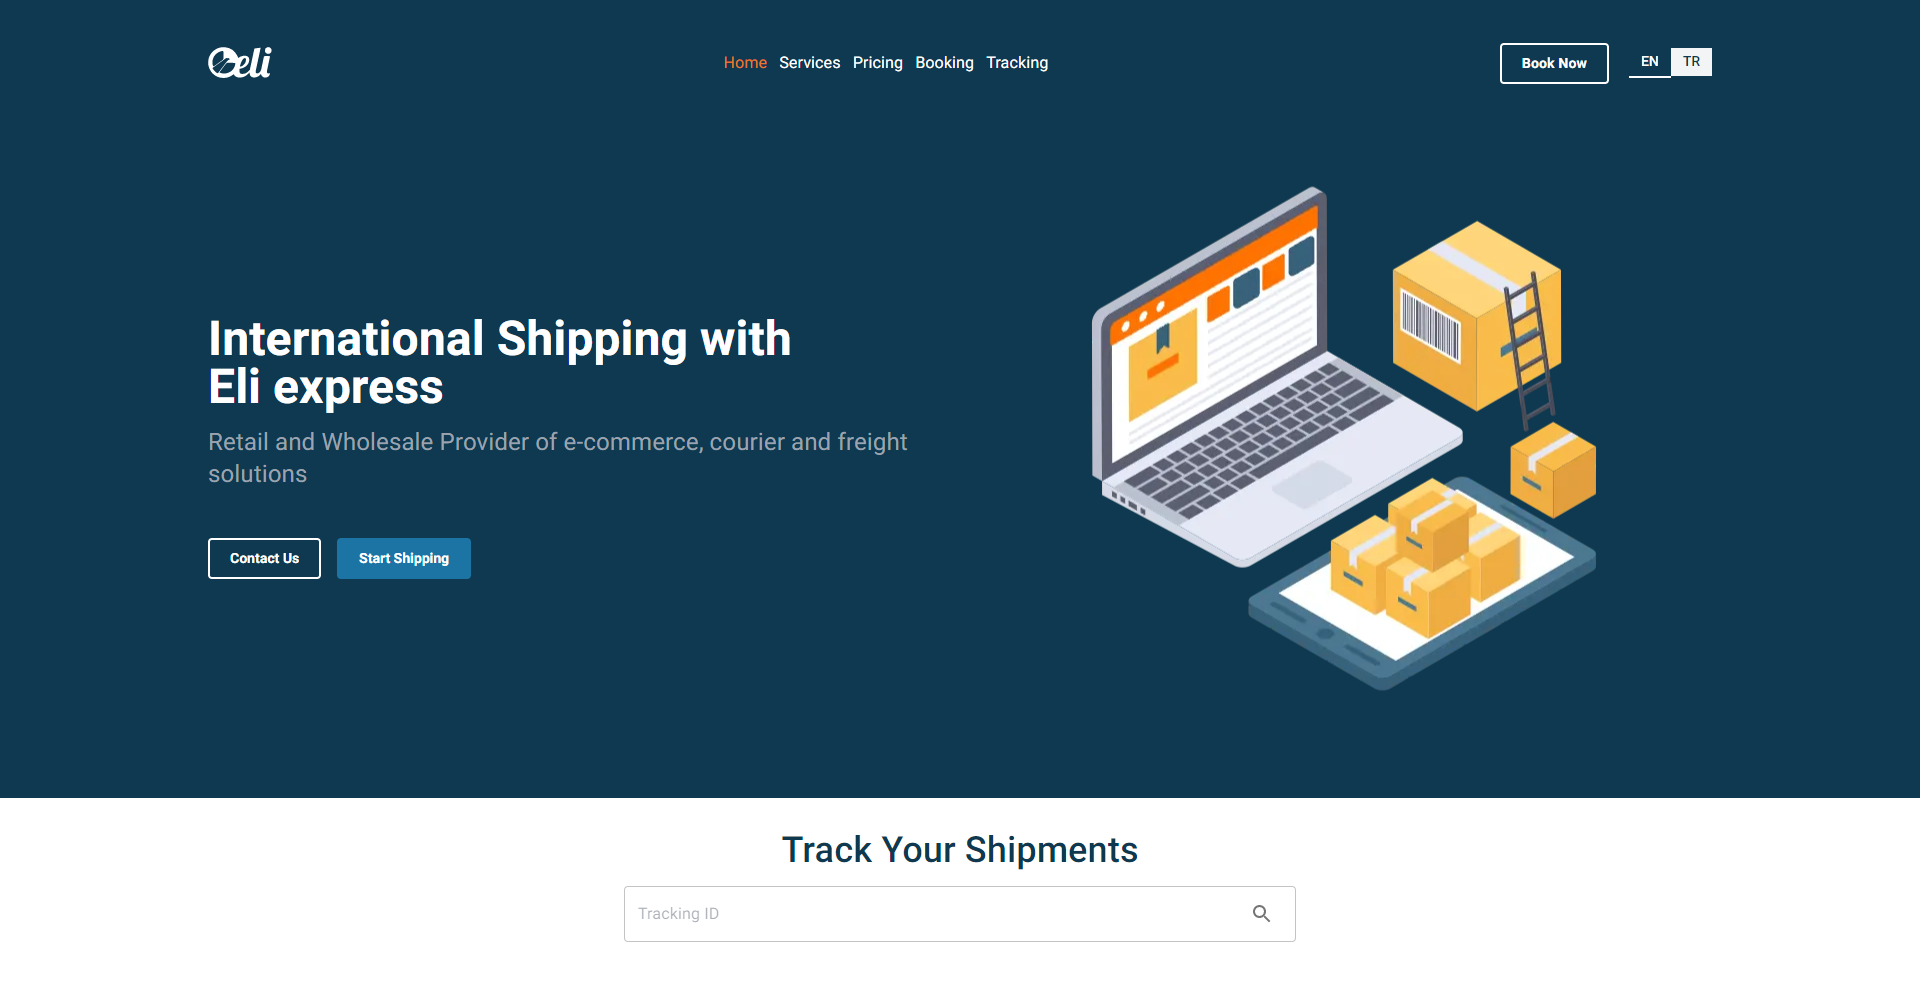 eli
Home Services Pricing Booking Tracking
Book Now
EN TR
International Shipping with
Eli express
Retail and Wholesale Provider of e-commerce, courier and freight
solutions
Contact Us
Start Shipping
Track Your Shipments
Tracking ID